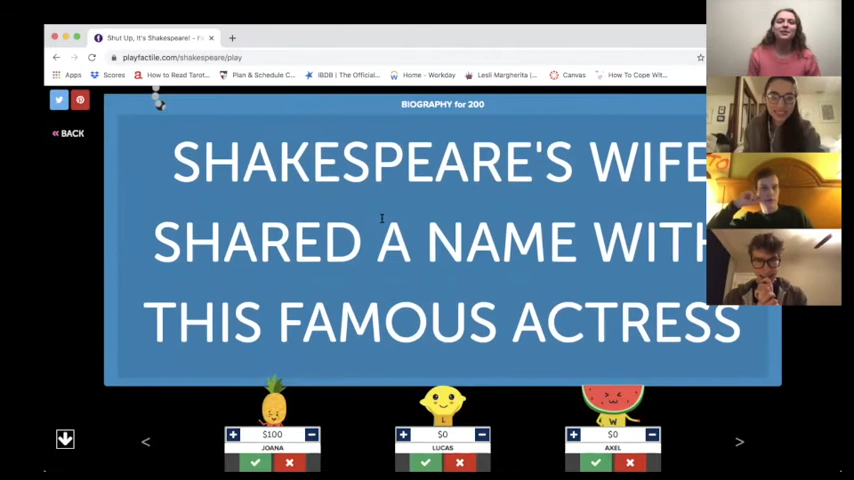 Shut Up, It's Shakespeare! -
playfactile.com/shakespeare/play
Apps Scores How to Read Tarot... Plan & Schedule C... IBDB | The Official... Home - Workday Lesli Margherita |... Canvas How To Cope Wit...
« BACK
BIOGRAPHY for 200
SHAKESPEARE'S WIFE
SHARED A NAME WITH
THIS FAMOUS ACTRESS
L
W
+ $100 −
JOANA
+ $0 −
LUCAS
+ $0 −
AXEL